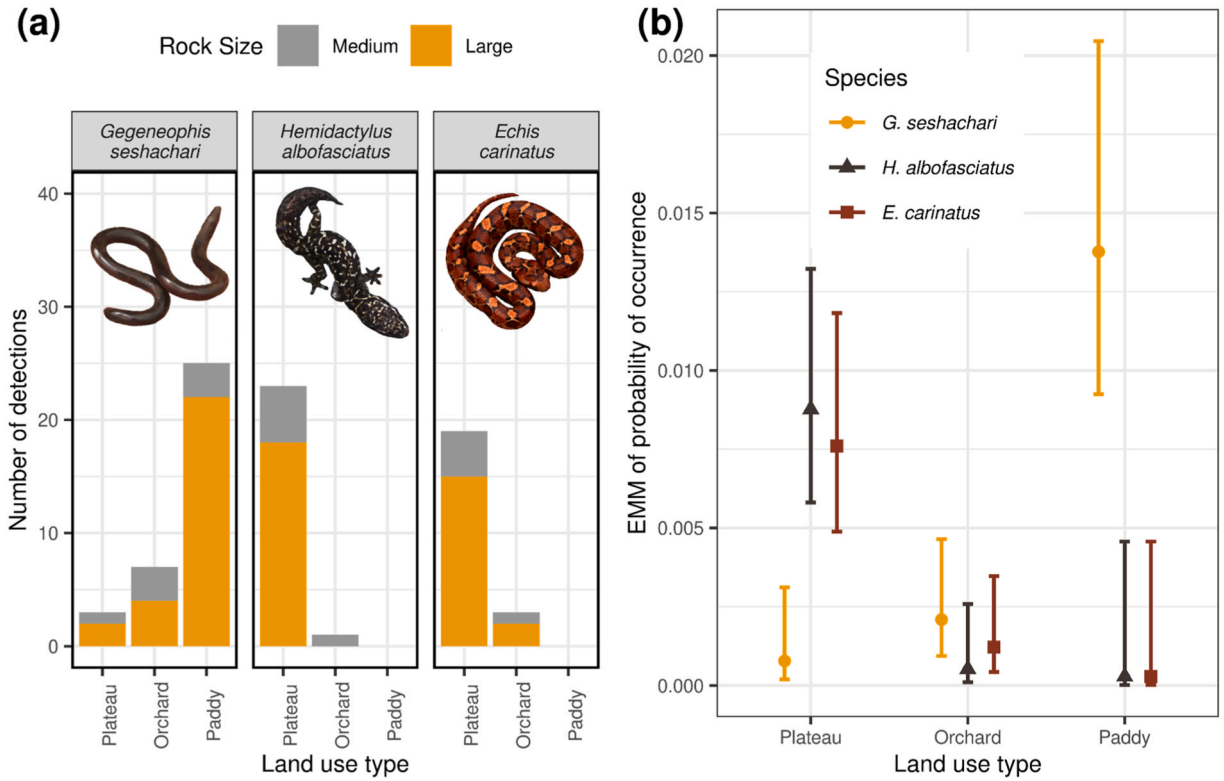 (a)
Rock Size Medium Large
Gegeneophis
seshachari
Hemidactylus
albofasciatus
Echis
carinatus
Number of detections
40
30
20
10
0
Plateau
Orchard
Paddy
Plateau
Orchard
Paddy
Plateau
Orchard
Paddy
Land use type
(b)
EMM of probability of occurrence
0.020
0.015
0.010
0.005
0.000
Species
G. seshachari
H. albofasciatus
E. carinatus
Plateau Orchard Paddy
Land use type